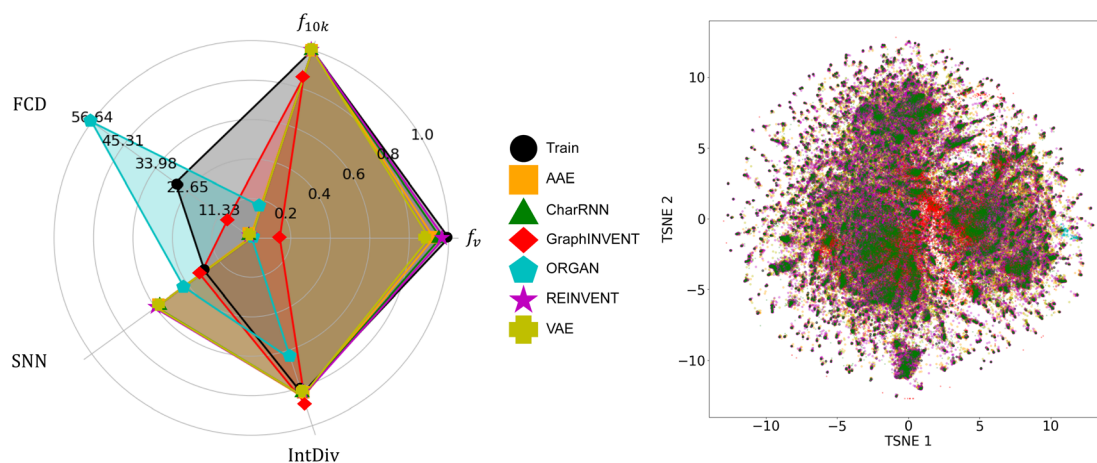 f10k
FCD
56.64
45.31
33.98
22.65
11.33
1.0
0.8
0.6
0.4
0.2
fv
SNN
IntDiv
Train
AAE
CharRNN
GraphINVENT
ORGAN
REINVENT
VAE
TSNE 2
10
5
0
−5
−10
−10
−5
0
5
10
TSNE 1